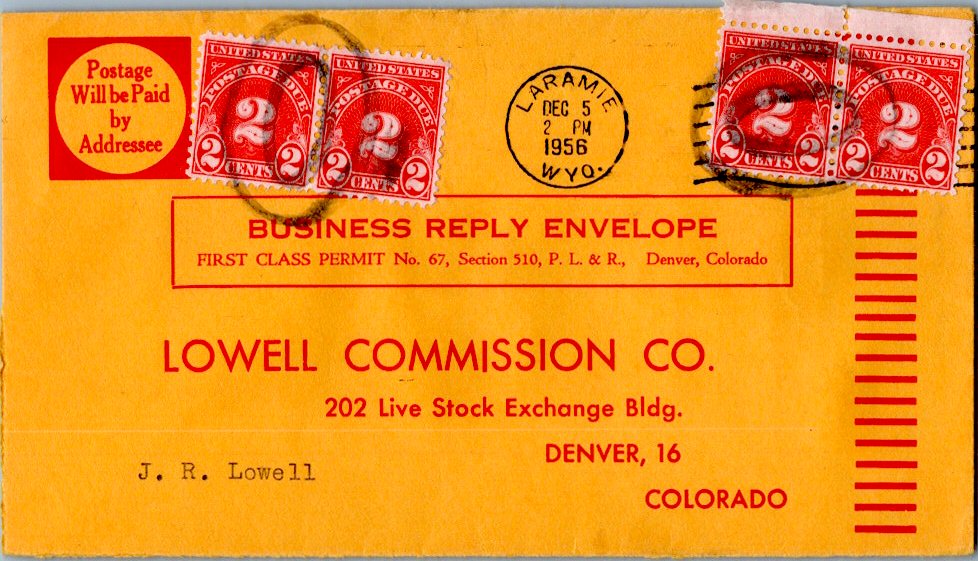 Postage
Will be Paid
by
Addressee
UNITED STATES
POSTAGE DUE
2
2 CENTS 2
UNITED STATES
POSTAGE DUE
2
2 CENTS 2
LARAMIE
DEC 5
2 PM
1956
WYO.
UNITED STATES
POSTAGE DUE
2
2 CENTS 2
UNITED STATES
POSTAGE DUE
2
2 CENTS 2
BUSINESS REPLY ENVELOPE
FIRST CLASS PERMIT No. 67, Section 510, P. L. & R., Denver, Colorado
LOWELL COMMISSION CO.
202 Live Stock Exchange Bldg.
DENVER, 16
COLORADO
J. R. Lowell